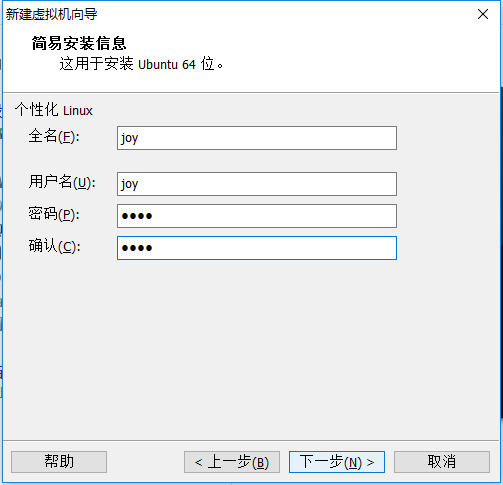 新建虚拟机向导
简易安装信息
这用于安装 Ubuntu 64 位。
个性化 Linux
全名(F): joy
用户名(U): joy
密码(P): ●●●●
确认(C): ●●●●
帮助 < 上一步(B) 下一步(N) > 取消